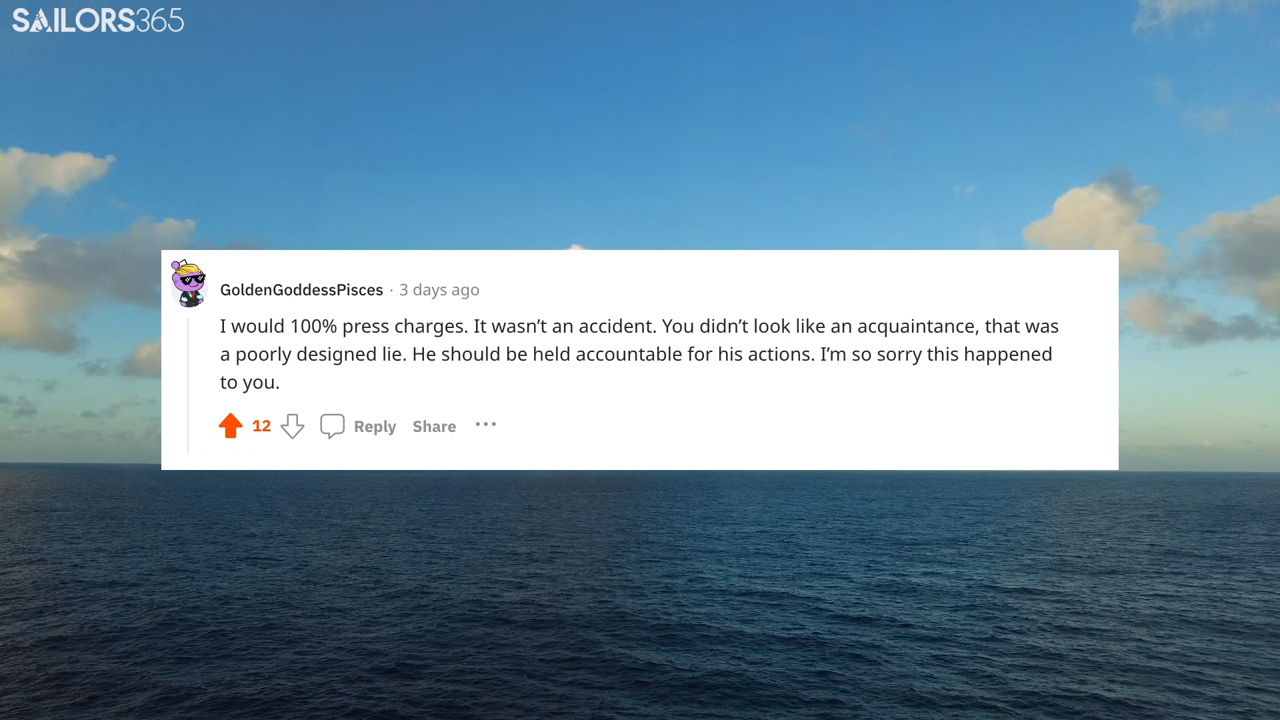 SAILORS365
GoldenGoddessPisces · 3 days ago
I would 100% press charges. It wasn’t an accident. You didn’t look like an acquaintance, that was
a poorly designed lie. He should be held accountable for his actions. I’m so sorry this happened
to you.
12 Reply Share ···